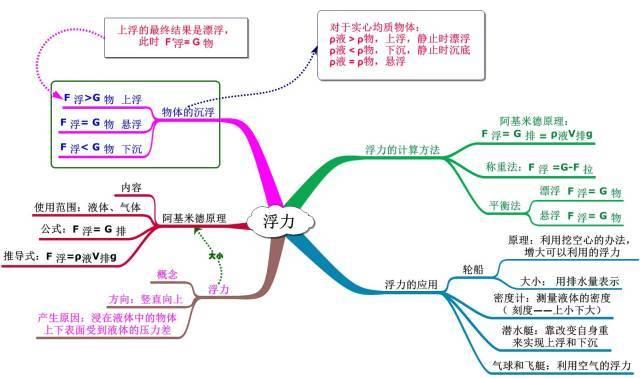 上浮的最终结果是漂浮,
此时 F'浮= G 物
对于实心均质物体:
ρ液 > ρ物, 上浮, 静止时漂浮
ρ液 < ρ物, 下沉, 静止时沉底
ρ液 = ρ物, 悬浮
F 浮>G 物 上浮
F 浮= G 物 悬浮
F 浮< G 物 下沉
物体的沉浮
内容
使用范围: 液体、气体
公式: F 浮= G 排
推导式: F 浮=ρ液V排g
阿基米德原理
大小
概念
方向: 竖直向上
产生原因: 浸在液体中的物体
上下表面受到液体的压力差
浮力
浮力
浮力的计算方法
阿基米德原理:
F 浮= G 排 = ρ液V排g
称重法: F 浮 =G-F 拉
平衡法
漂浮 F 浮= G 物
悬浮 F 浮= G 物
浮力的应用
轮船
原理: 利用挖空心的办法,
增大可以利用的浮力
大小: 用排水量表示
密度计: 测量液体的密度
( 刻度——上小下大)
潜水艇: 靠改变自身重
来实现上浮和下沉
气球和飞艇: 利用空气的浮力